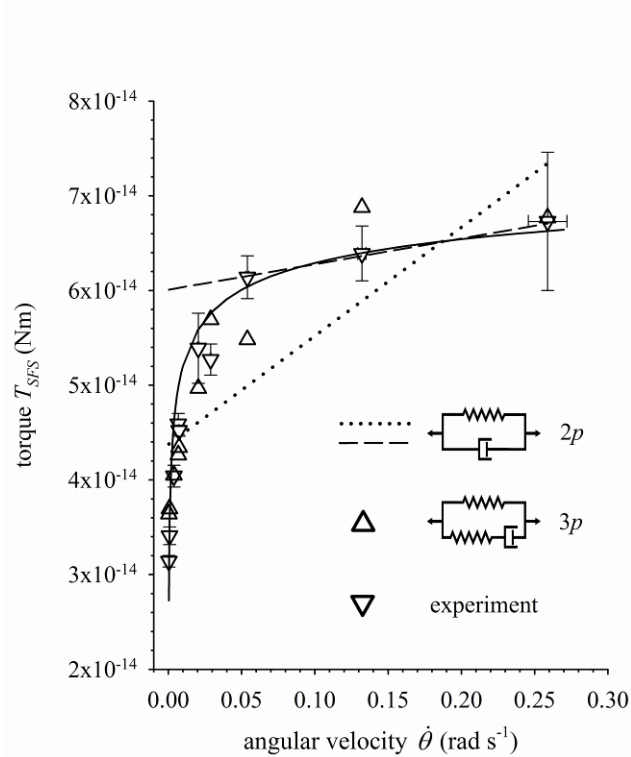 8x10⁻¹⁴
7x10⁻¹⁴
6x10⁻¹⁴
5x10⁻¹⁴
4x10⁻¹⁴
3x10⁻¹⁴
2x10⁻¹⁴
torque T_SFS (Nm)
2p
3p
experiment
0.00 0.05 0.10 0.15 0.20 0.25 0.30
angular velocity θ̇ (rad s⁻¹)